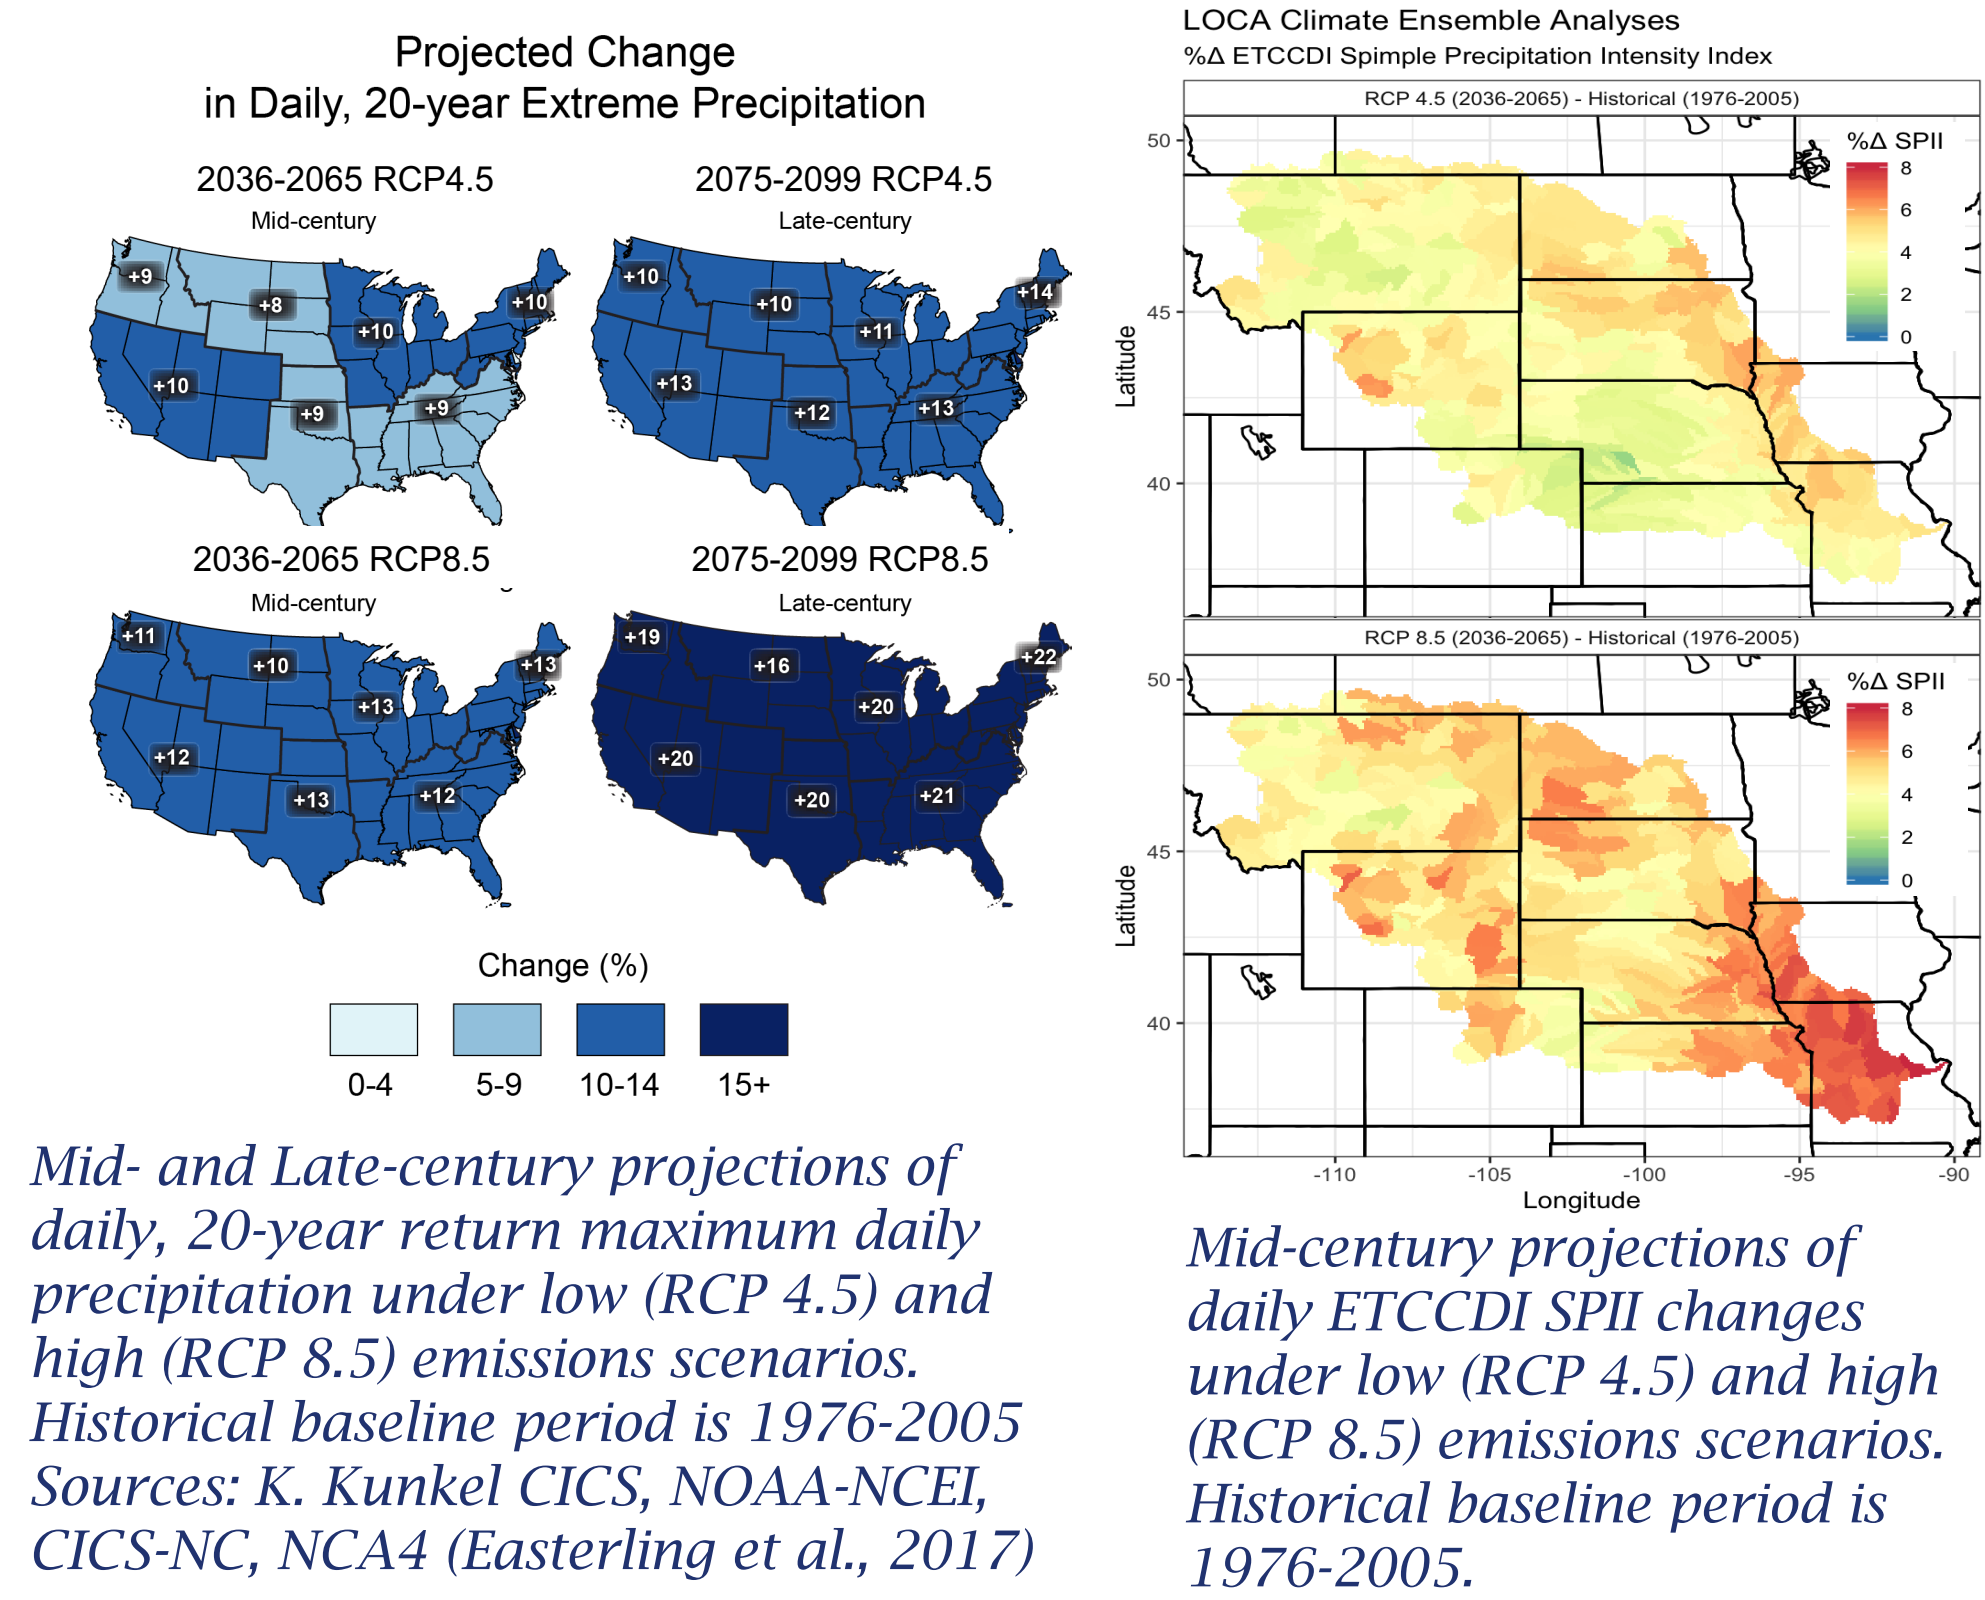 Projected Change
in Daily, 20-year Extreme Precipitation
2036-2065 RCP4.5
Mid-century
+9
+8
+10
+10
+10
+9
+9
2075-2099 RCP4.5
Late-century
+10
+10
+14
+11
+13
+12
+13
2036-2065 RCP8.5
Mid-century
+11
+10
+13
+13
+12
+13
+12
2075-2099 RCP8.5
Late-century
+19
+16
+22
+20
+20
+20
+21
Change (%)
0-4 5-9 10-14 15+
Mid- and Late-century projections of
daily, 20-year return maximum daily
precipitation under low (RCP 4.5) and
high (RCP 8.5) emissions scenarios.
Historical baseline period is 1976-2005
Sources: K. Kunkel CICS, NOAA-NCEI,
CICS-NC, NCA4 (Easterling et al., 2017)
LOCA Climate Ensemble Analyses
%Δ ETCCDI Spimple Precipitation Intensity Index
RCP 4.5 (2036-2065) - Historical (1976-2005)
%Δ SPII
8
6
4
2
0
50
45
40
Latitude
RCP 8.5 (2036-2065) - Historical (1976-2005)
%Δ SPII
8
6
4
2
0
50
45
40
Latitude
-110 -105 -100 -95 -90
Longitude
Mid-century projections of
daily ETCCDI SPII changes
under low (RCP 4.5) and high
(RCP 8.5) emissions scenarios.
Historical baseline period is
1976-2005.